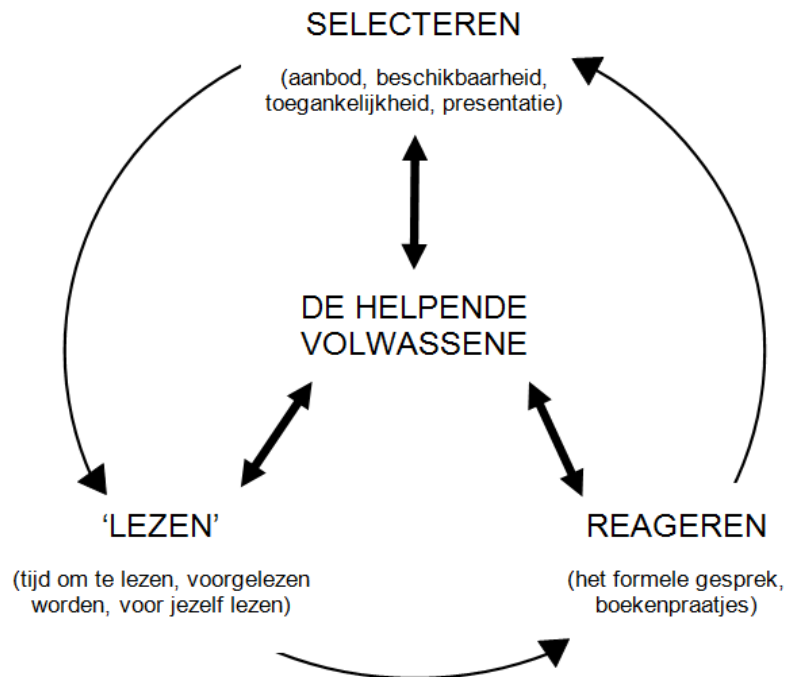 SELECTEREN
(aanbod, beschikbaarheid,
toegankelijkheid, presentatie)
DE HELPENDE
VOLWASSENE
‘LEZEN’
(tijd om te lezen, voorgelezen
worden, voor jezelf lezen)
REAGEREN
(het formele gesprek,
boekenpraatjes)